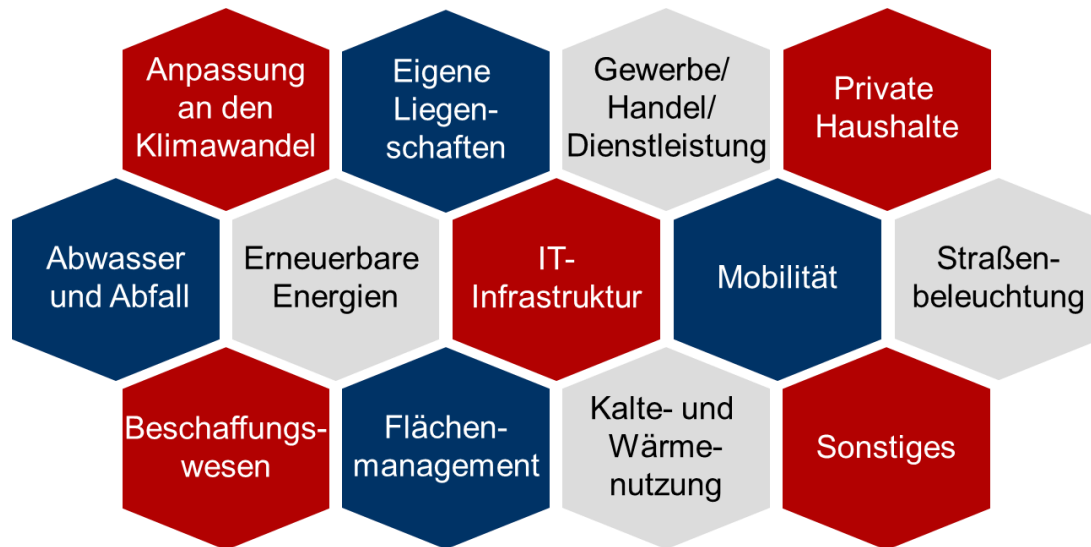 Anpassung
an den
Klimawandel
Eigene
Liegen-
schaften
Gewerbe/
Handel/
Dienstleistung
Private
Haushalte
Abwasser
und Abfall
Erneuerbare
Energien
IT-
Infrastruktur
Mobilität
Straßen-
beleuchtung
Beschaffungs-
wesen
Flächen-
management
Kalte- und
Wärme-
nutzung
Sonstiges